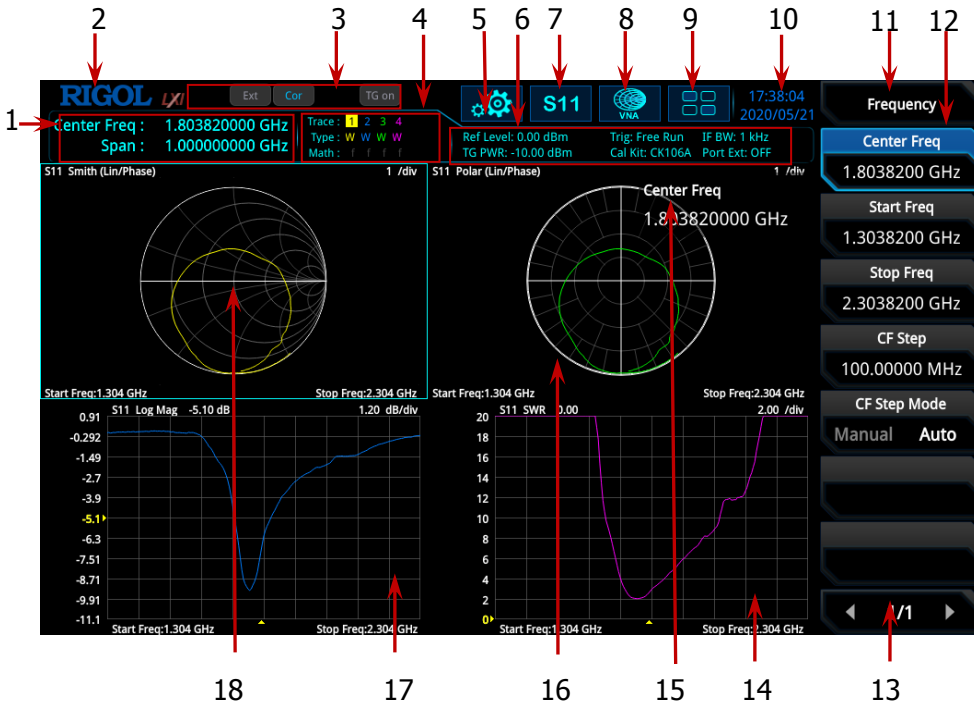 2 3 4 5 6 7 8 9 10 11 12
RIGOL LXI Ext Cor TG on
S11
VNA
17:38:04
2020/05/21
Frequency
1
Center Freq : 1.803820000 GHz
Span : 1.000000000 GHz
Trace : 1 2 3 4
Type : W W W W
Math : f f f f
Ref Level: 0.00 dBm Trig: Free Run IF BW: 1 kHz
TG PWR: -10.00 dBm Cal Kit: CK106A Port Ext: OFF
Center Freq
1.8038200 GHz
Start Freq
1.3038200 GHz
Stop Freq
2.3038200 GHz
CF Step
100.00000 MHz
CF Step Mode
Manual Auto
1/1
S11 Smith (Lin/Phase) 1 /div
Start Freq:1.304 GHz Stop Freq:2.304 GHz
S11 Polar (Lin/Phase) 1 /div
Center Freq
1.803820000 GHz
Start Freq:1.304 GHz Stop Freq:2.304 GHz
S11 Log Mag -5.10 dB 1.20 dB/div
0.91
-0.292
-1.49
-2.7
-3.9
-5.1
-6.3
-7.51
-8.71
-9.91
-11.1
Start Freq:1.304 GHz Stop Freq:2.304 GHz
S11 SWR 0.00 2.00 /div
20
18
16
14
12
10
8
6
4
2
0
Start Freq:1.304 GHz Stop Freq:2.304 GHz
18 17 16 15 14 13